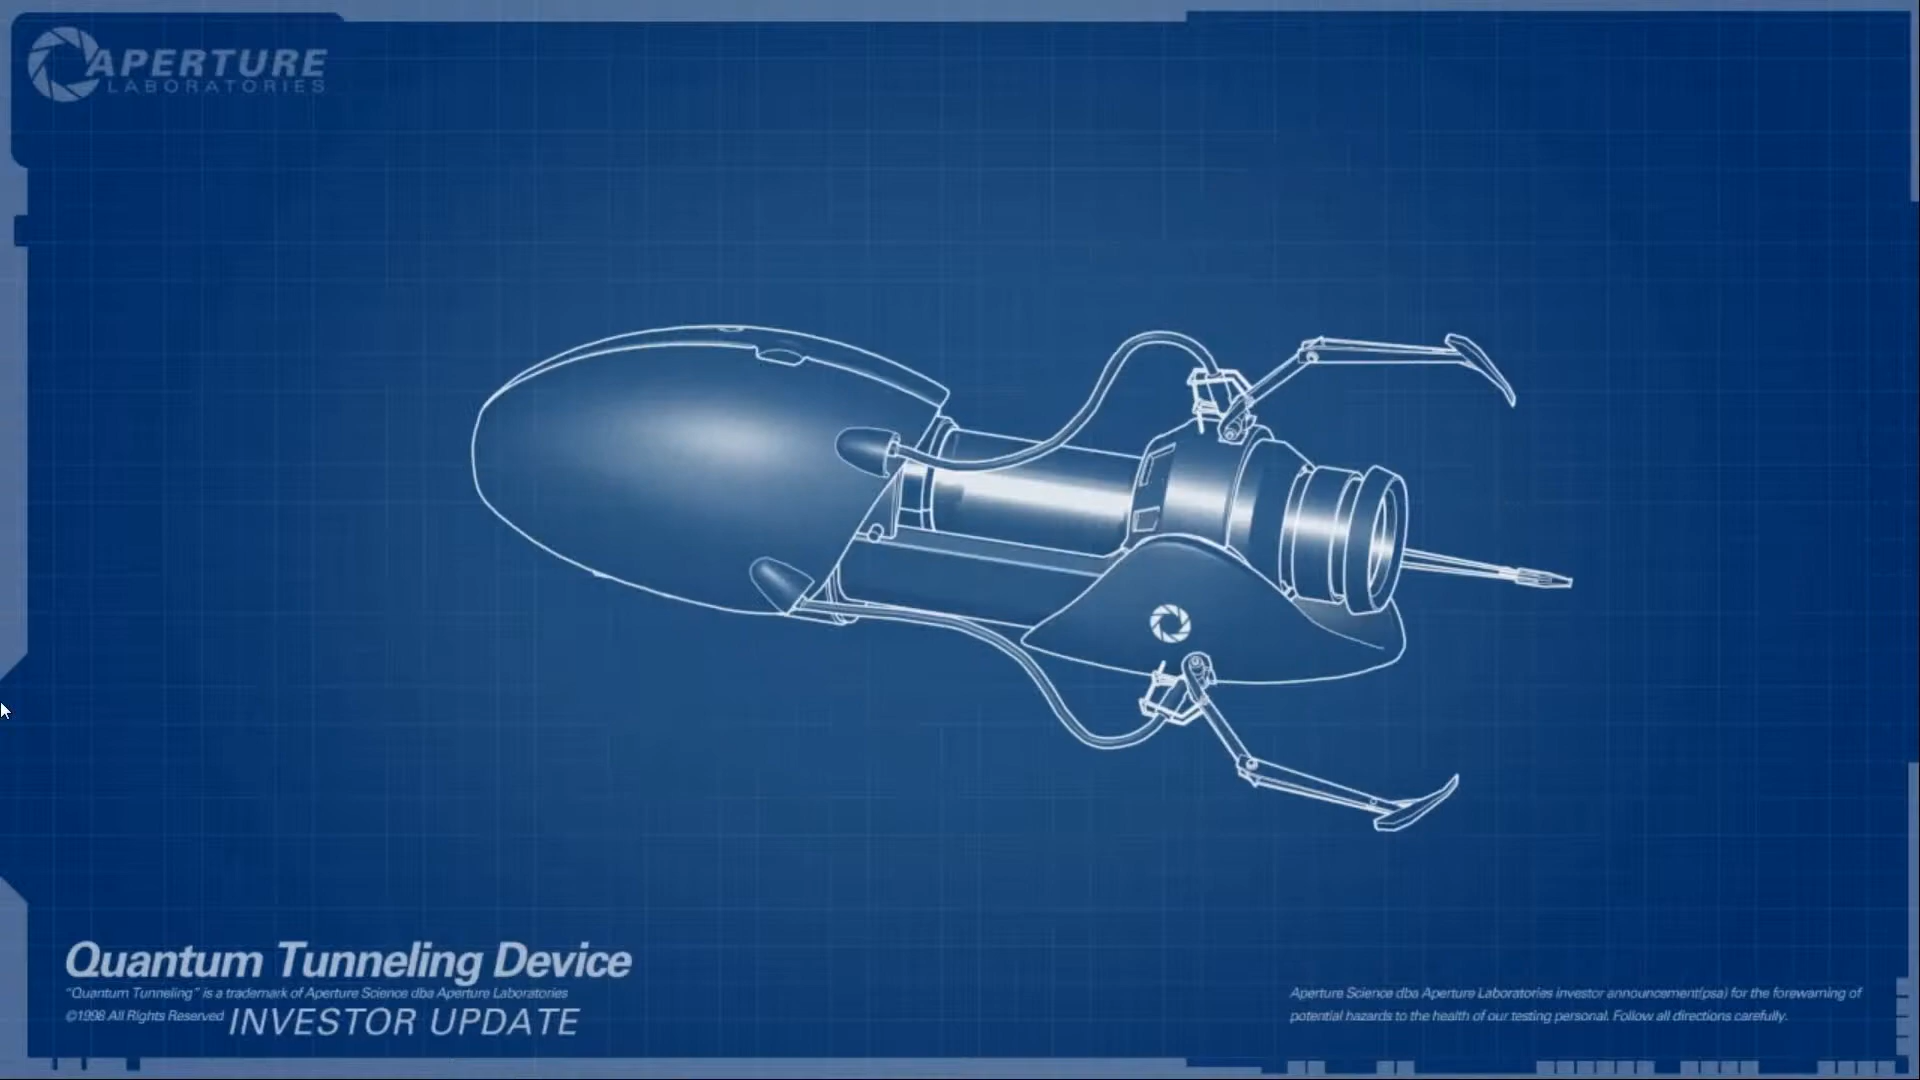 APERTURE
LABORATORIES
Quantum Tunneling Device
"Quantum Tunneling" is a trademark of Aperture Science dba Aperture Laboratories
©1998 All Rights Reserved INVESTOR UPDATE
Aperture Science dba Aperture Laboratories investor announcement(psa) for the forewarning of
potential hazards to the health of our testing personal. Follow all directions carefully.